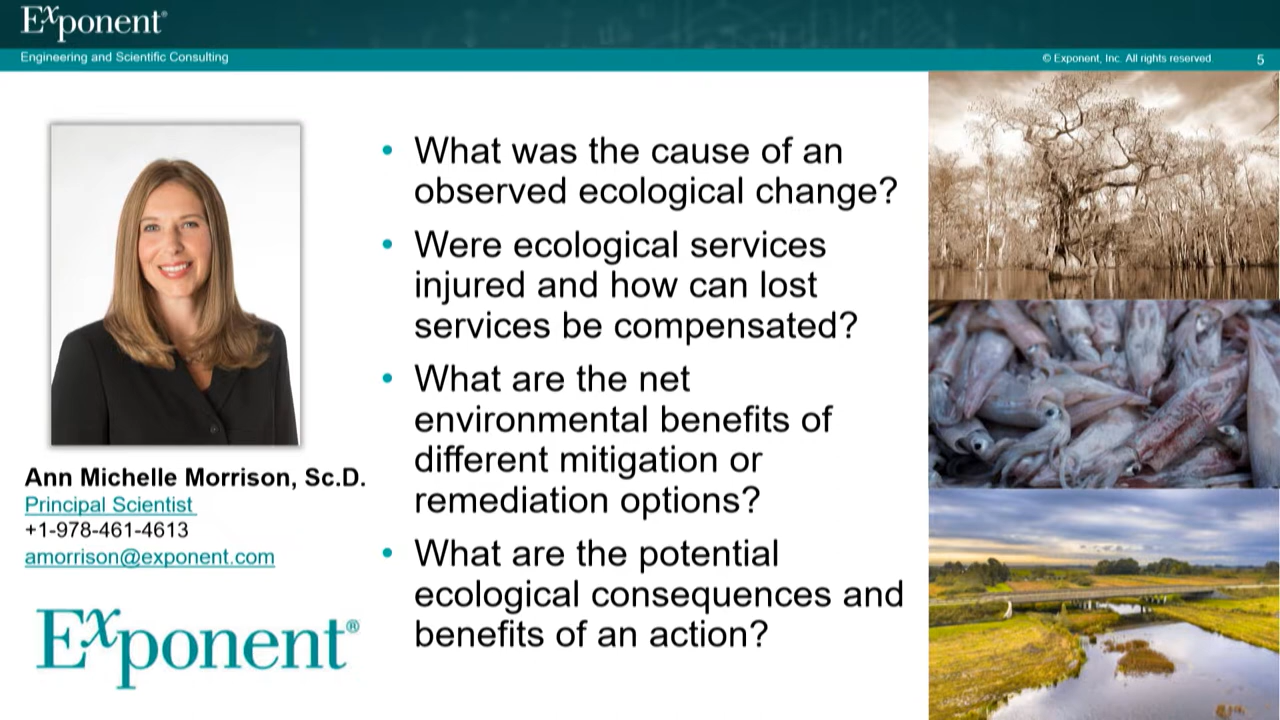 Exponent®
Engineering and Scientific Consulting
© Exponent, Inc. All rights reserved.
5
Ann Michelle Morrison, Sc.D.
Principal Scientist
+1-978-461-4613
amorrison@exponent.com
Exponent®
• What was the cause of an
observed ecological change?
• Were ecological services
injured and how can lost
services be compensated?
• What are the net
environmental benefits of
different mitigation or
remediation options?
• What are the potential
ecological consequences and
benefits of an action?